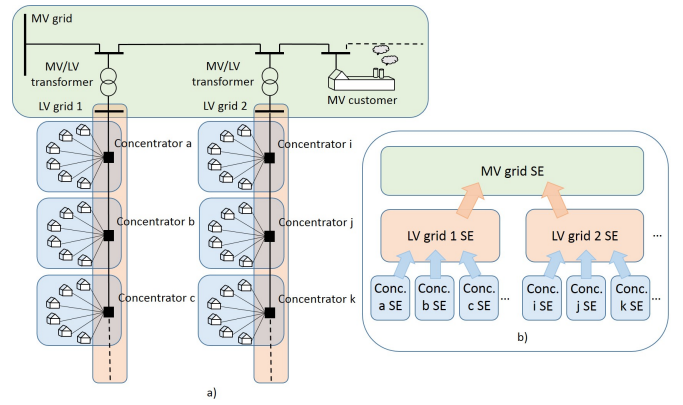 MV grid
MV/LV
transformer
MV/LV
transformer
MV customer
LV grid 1
LV grid 2
Concentrator a
Concentrator i
Concentrator b
Concentrator j
Concentrator c
Concentrator k
a)
MV grid SE
LV grid 1 SE
LV grid 2 SE
...
Conc.
a SE
Conc.
b SE
Conc.
c SE
...
Conc.
i SE
Conc.
j SE
Conc.
k SE
...
b)